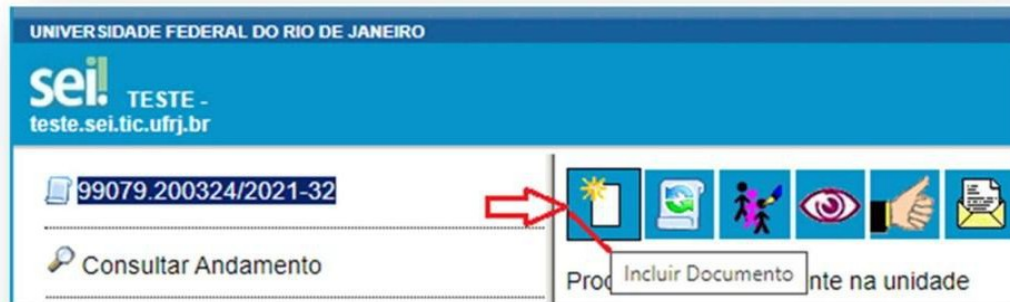 UNIVERSIDADE FEDERAL DO RIO DE JANEIRO
sei! TESTE -
teste.sei.tic.ufrj.br
99079.200324/2021-32
Consultar Andamento
Incluir Documento
nte na unidade